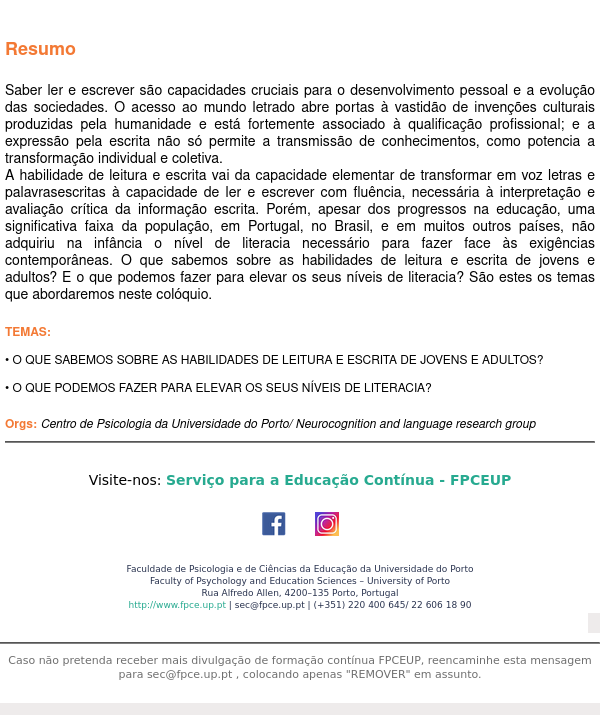 Resumo
Saber ler e escrever são capacidades cruciais para o desenvolvimento pessoal e a evolução
das sociedades. O acesso ao mundo letrado abre portas à vastidão de invenções culturais
produzidas pela humanidade e está fortemente associado à qualificação profissional; e a
expressão pela escrita não só permite a transmissão de conhecimentos, como potencia a
transformação individual e coletiva.
A habilidade de leitura e escrita vai da capacidade elementar de transformar em voz letras e
palavrasescritas à capacidade de ler e escrever com fluência, necessária à interpretação e
avaliação crítica da informação escrita. Porém, apesar dos progressos na educação, uma
significativa faixa da população, em Portugal, no Brasil, e em muitos outros países, não
adquiriu na infância o nível de literacia necessário para fazer face às exigências
contemporâneas. O que sabemos sobre as habilidades de leitura e escrita de jovens e
adultos? E o que podemos fazer para elevar os seus níveis de literacia? São estes os temas
que abordaremos neste colóquio.
TEMAS:
• O QUE SABEMOS SOBRE AS HABILIDADES DE LEITURA E ESCRITA DE JOVENS E ADULTOS?
• O QUE PODEMOS FAZER PARA ELEVAR OS SEUS NÍVEIS DE LITERACIA?
Orgs: Centro de Psicologia da Universidade do Porto/ Neurocognition and language research group
Visite-nos: Serviço para a Educação Contínua - FPCEUP
Faculdade de Psicologia e de Ciências da Educação da Universidade do Porto
Faculty of Psychology and Education Sciences – University of Porto
Rua Alfredo Allen, 4200–135 Porto, Portugal
http://www.fpce.up.pt | sec@fpce.up.pt | (+351) 220 400 645/ 22 606 18 90
Caso não pretenda receber mais divulgação de formação contínua FPCEUP, reencaminhe esta mensagem
para sec@fpce.up.pt , colocando apenas "REMOVER" em assunto.